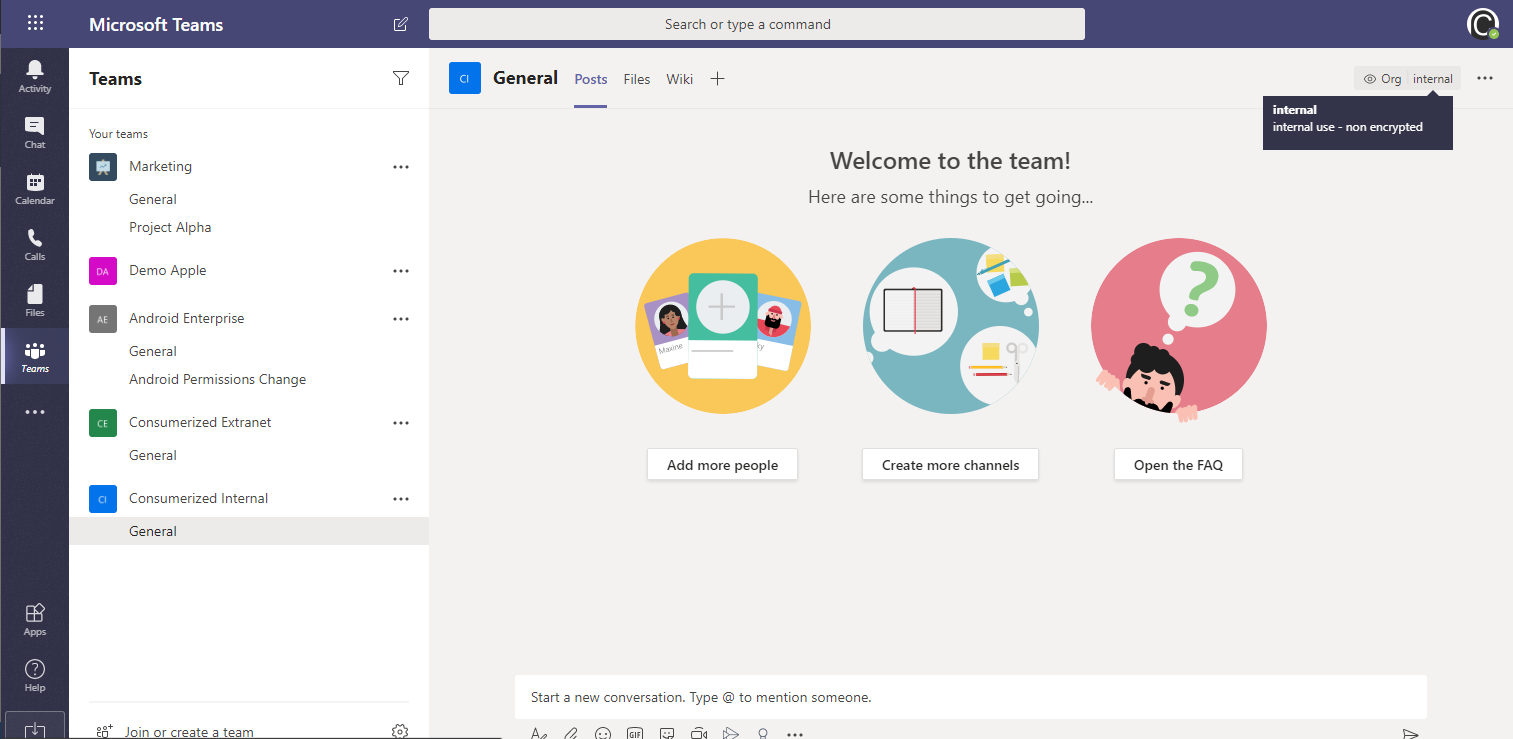 Microsoft Teams
Search or type a command
Activity
Chat
Calendar
Calls
Files
Teams
Apps
Help
Teams
Your teams
Marketing
General
Project Alpha
DA Demo Apple
AE Android Enterprise
General
Android Permissions Change
CE Consumerized Extranet
General
CI Consumerized Internal
General
Join or create a team
CI General Posts Files Wiki
Org internal
internal
internal use - non encrypted
Welcome to the team!
Here are some things to get going...
Maxine
ky
Add more people
Create more channels
Open the FAQ
Start a new conversation. Type @ to mention someone.
GIF